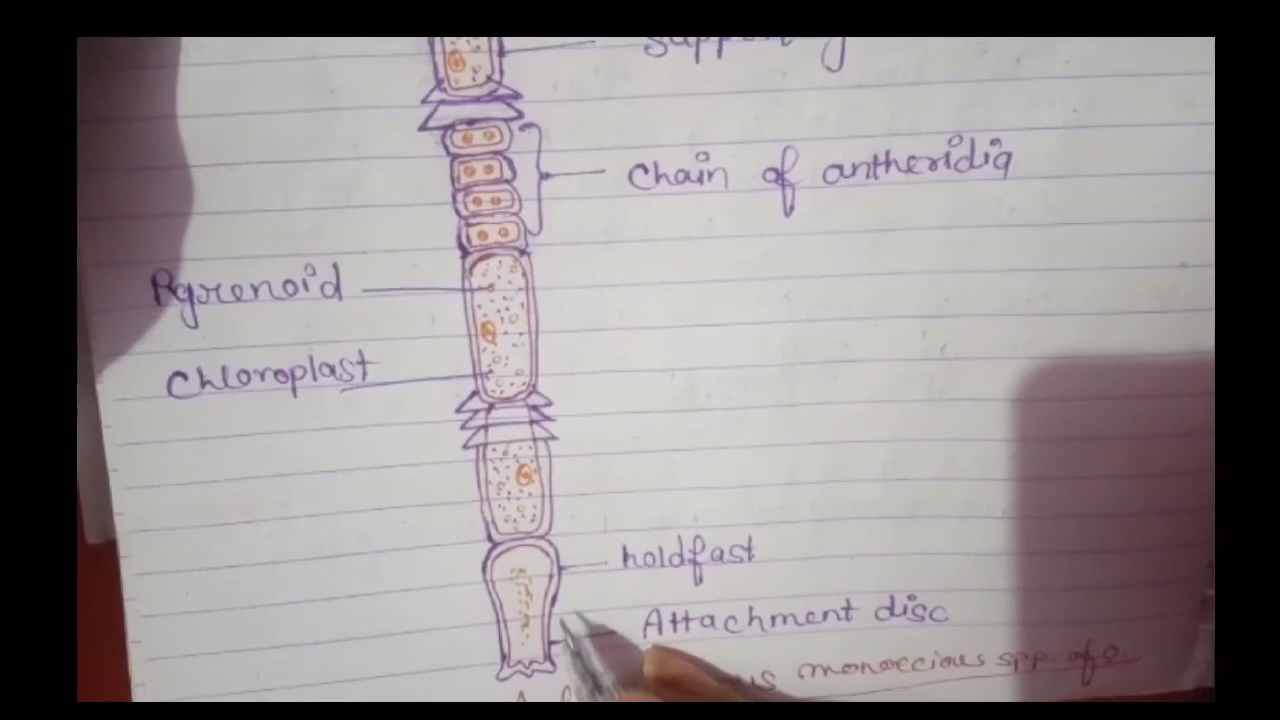 Chain of antheridia
Pyrenoid
Chloroplast
holdfast
Attachment disc
monoecious spp. of O.